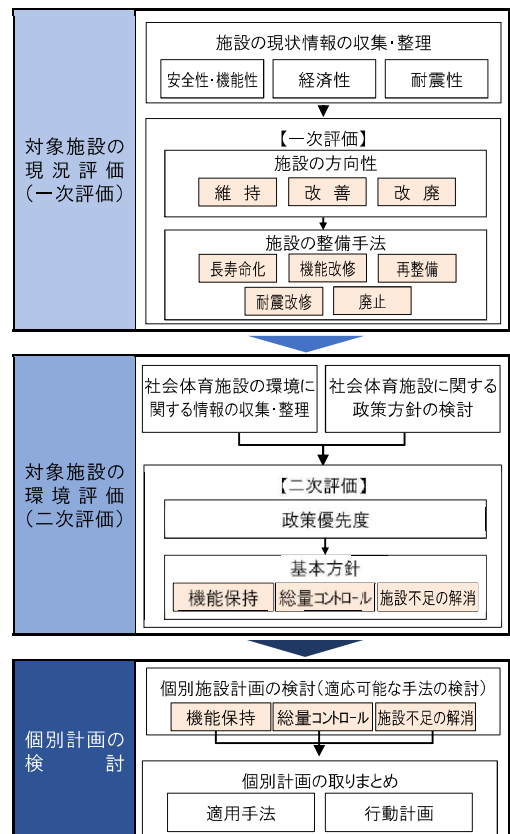 対象施設の
現況評価
(一次評価)
施設の現状情報の収集・整理
安全性・機能性
経済性
耐震性
【一次評価】
施設の方向性
維持
改善
改廃
施設の整備手法
長寿命化
機能改修
再整備
耐震改修
廃止
対象施設の
環境評価
(二次評価)
社会体育施設の環境に
関する情報の収集・整理
社会体育施設に関する
政策方針の検討
【二次評価】
政策優先度
基本方針
機能保持
総量コントロール
施設不足の解消
個別計画の
検討
個別施設計画の検討(適応可能な手法の検討)
機能保持
総量コントロール
施設不足の解消
個別計画の取りまとめ
適用手法
行動計画